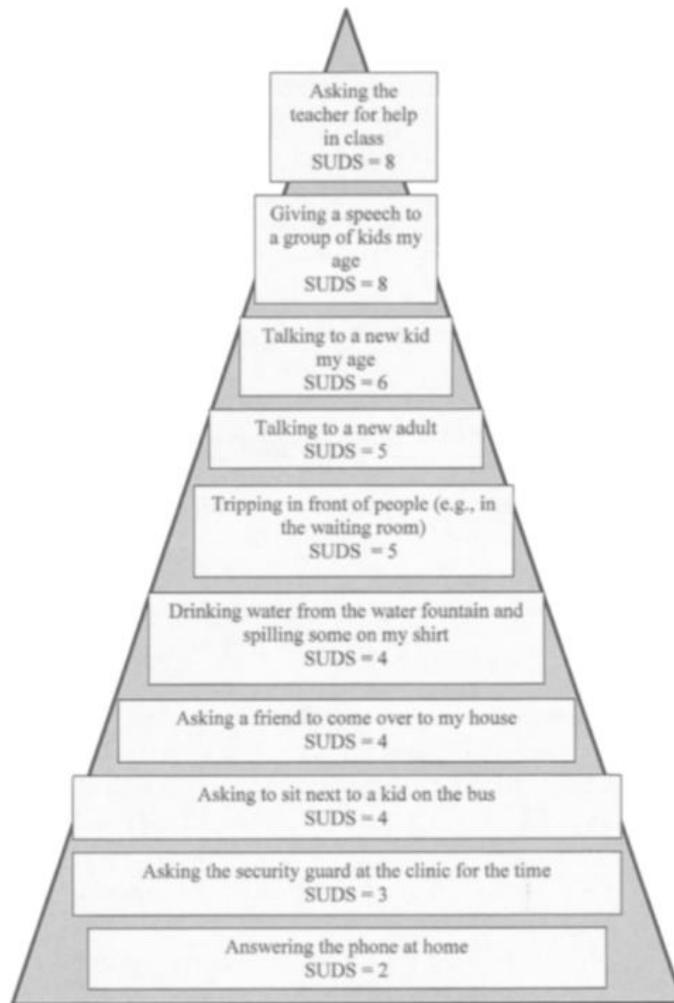 Asking the
teacher for help
in class
SUDS = 8
Giving a speech to
a group of kids my
age
SUDS = 8
Talking to a new kid
my age
SUDS = 6
Talking to a new adult
SUDS = 5
Tripping in front of people (e.g., in
the waiting room)
SUDS = 5
Drinking water from the water fountain and
spilling some on my shirt
SUDS = 4
Asking a friend to come over to my house
SUDS = 4
Asking to sit next to a kid on the bus
SUDS = 4
Asking the security guard at the clinic for the time
SUDS = 3
Answering the phone at home
SUDS = 2